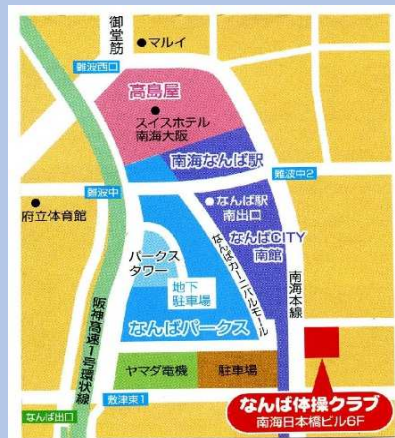 御堂筋
マルイ
難波西口
高島屋
スイスホテル
南海大阪
南海なんば駅
難波中2
難波中
府立体育館
なんば駅
南出口
なんばCITY
南館
パークス
タワー
地下
駐車場
なんばカーニバルモール
南海本線
なんばパークス
阪神高速1号環状線
ヤマダ電機
駐車場
敷津東1
なんば出口
なんば体操クラブ
南海日本橋ビル6F